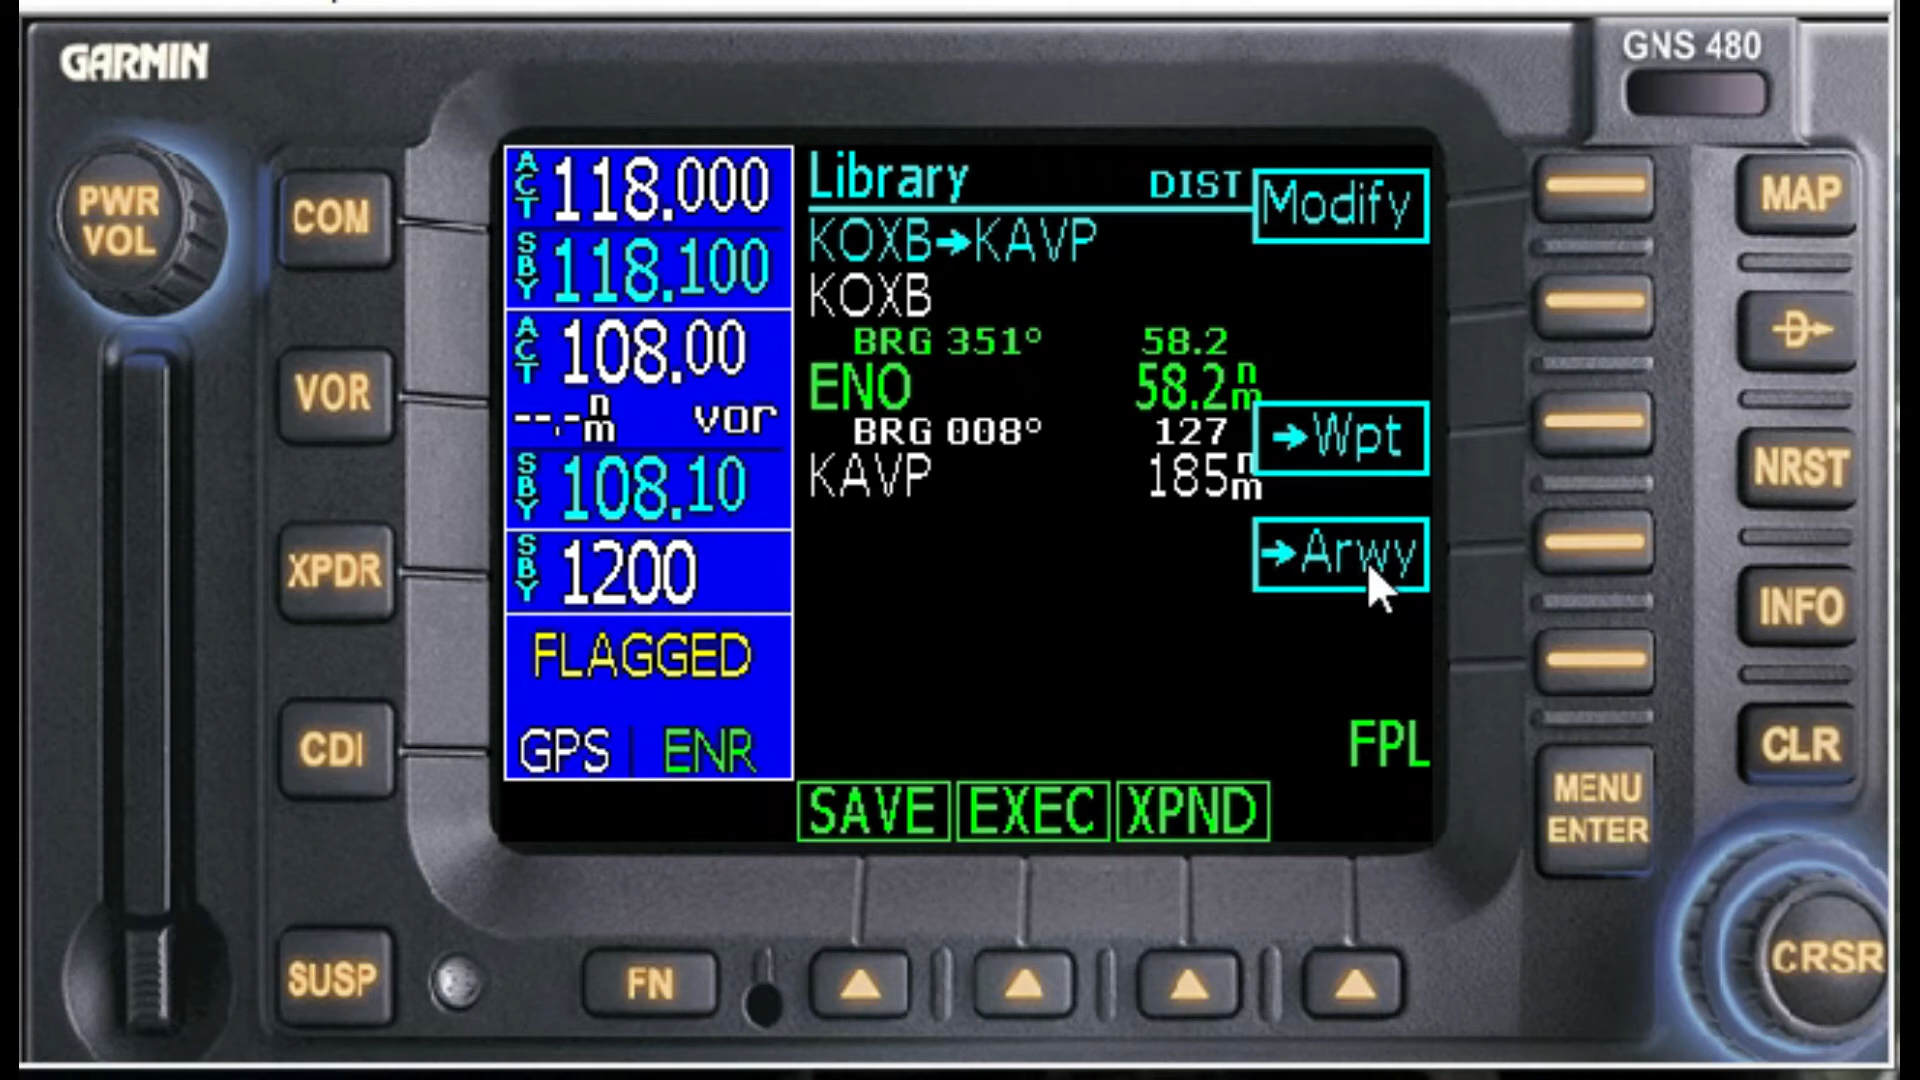 GARMIN
GNS 480
PWR
VOL
COM
VOR
XPDR
CDI
SUSP
ACT 118.000
SBY 118.100
ACT 108.00
--.-nm vor
SBY 108.10
SBY 1200
FLAGGED
GPS ENR
Library DIST
KOXB→KAVP
KOXB
BRG 351° 58.2
ENO 58.2nm
BRG 008° 127
KAVP 185nm
Modify
→Wpt
→Arwy
FPL
SAVE EXEC XPND
FN
MAP
D→
NRST
INFO
CLR
MENU
ENTER
CRSR